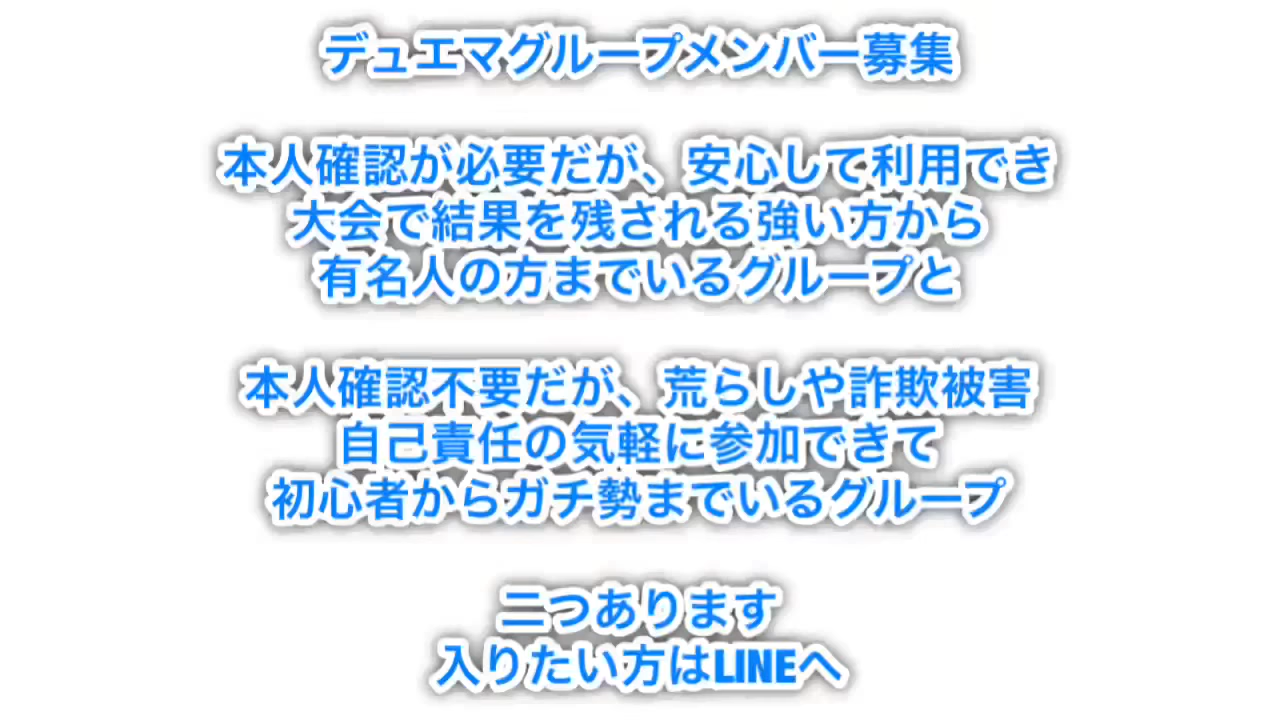 デュエマグループメンバー募集
本人確認が必要だが、安心して利用でき
大会で結果を残される強い方から
有名人の方までいるグループと
本人確認不要だが、荒らしや詐欺被害
自己責任の気軽に参加できて
初心者からガチ勢までいるグループ
二つあります
入りたい方はLINEへ